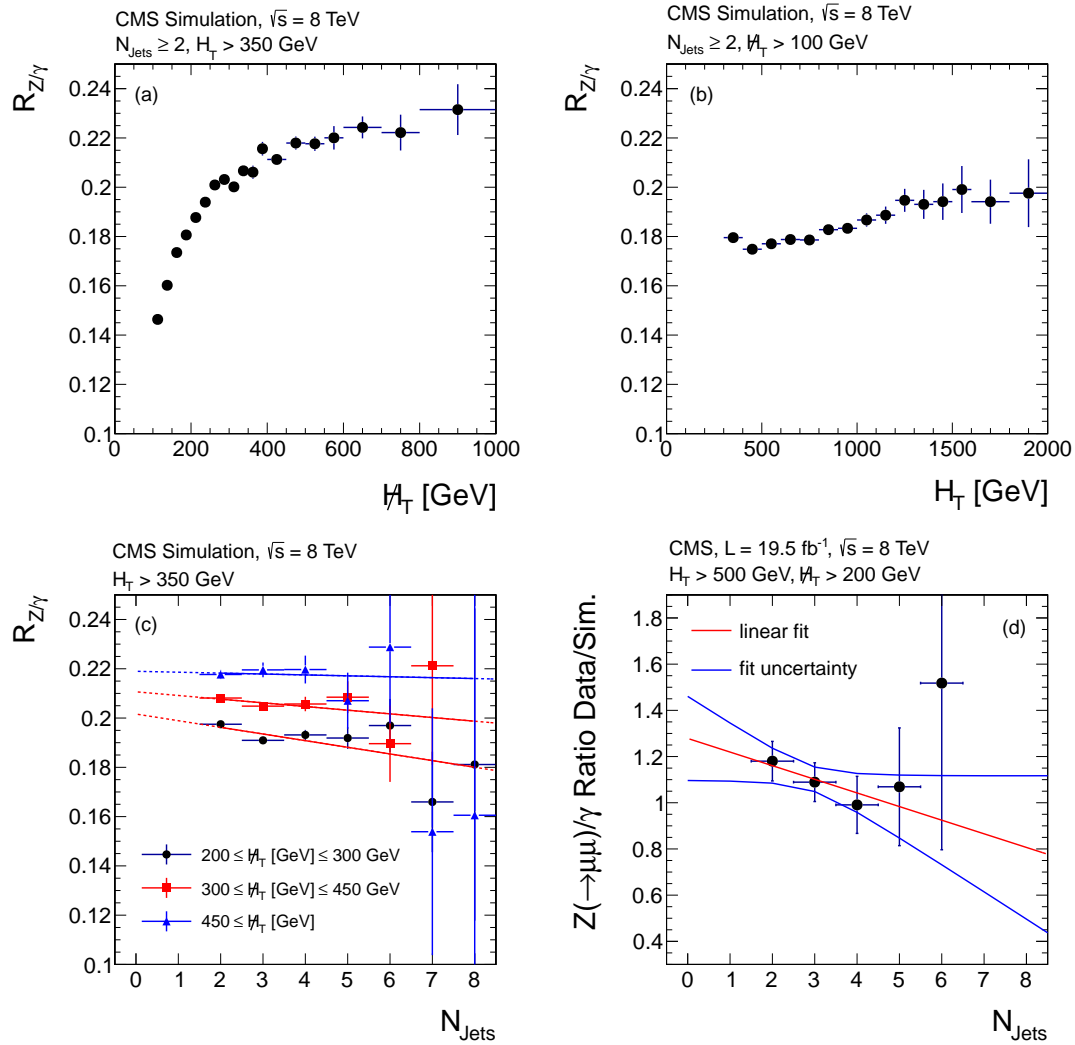 CMS Simulation, √s = 8 TeV
N_Jets ≥ 2, H_T > 350 GeV
R_Z/γ
(a)
0.24
0.22
0.2
0.18
0.16
0.14
0.12
0.1
0 200 400 600 800 1000
H̸_T [GeV]
CMS Simulation, √s = 8 TeV
N_Jets ≥ 2, H̸_T > 100 GeV
R_Z/γ
(b)
0.24
0.22
0.2
0.18
0.16
0.14
0.12
0.1
0 500 1000 1500 2000
H_T [GeV]
CMS Simulation, √s = 8 TeV
H_T > 350 GeV
R_Z/γ
(c)
0.24
0.22
0.2
0.18
0.16
0.14
0.12
0.1
200 ≤ H̸_T [GeV] ≤ 300 GeV
300 ≤ H̸_T [GeV] ≤ 450 GeV
450 ≤ H̸_T [GeV]
0 1 2 3 4 5 6 7 8
N_Jets
CMS, L = 19.5 fb⁻¹, √s = 8 TeV
H_T > 500 GeV, H̸_T > 200 GeV
Z(→μμ)/γ Ratio Data/Sim.
(d)
linear fit
fit uncertainty
1.8
1.6
1.4
1.2
1
0.8
0.6
0.4
0 1 2 3 4 5 6 7 8
N_Jets